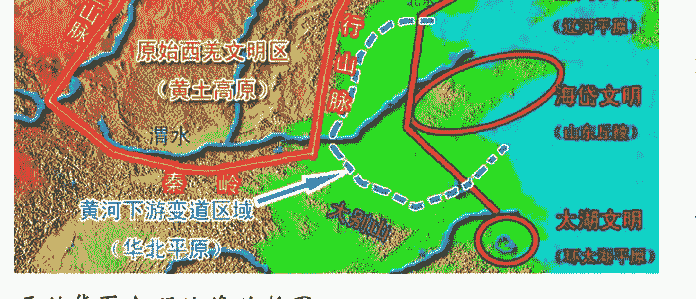 (辽河平原)
行
山
脉
山
脉
原始西羌文明区
(黄土高原)
海岱文明
(山东丘陵)
渭水
秦 岭
黄河下游变道区域
(华北平原)
大别山
太湖文明
(环太湖平原)